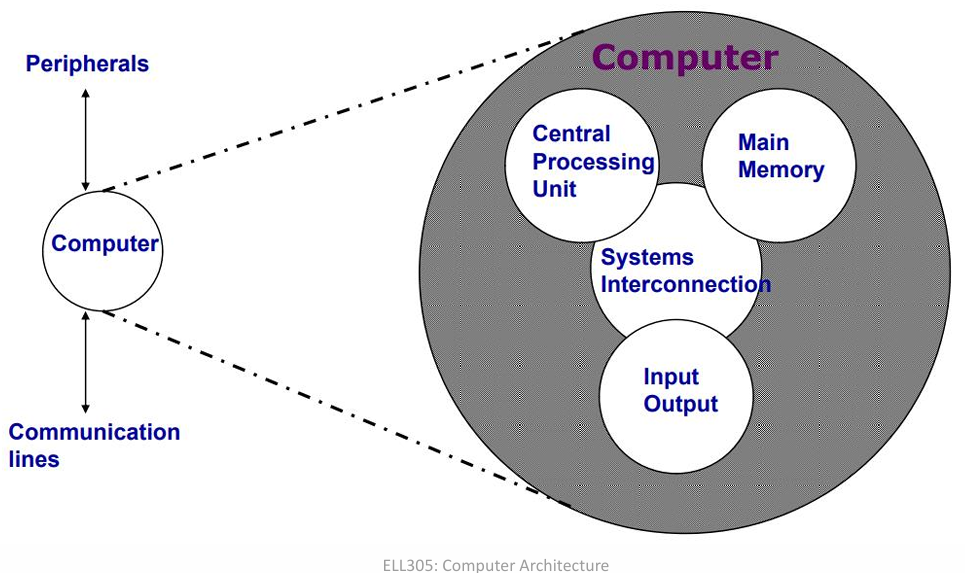 Peripherals
Computer
Communication
lines
Computer
Central
Processing
Unit
Main
Memory
Systems
Interconnection
Input
Output
ELL305: Computer Architecture